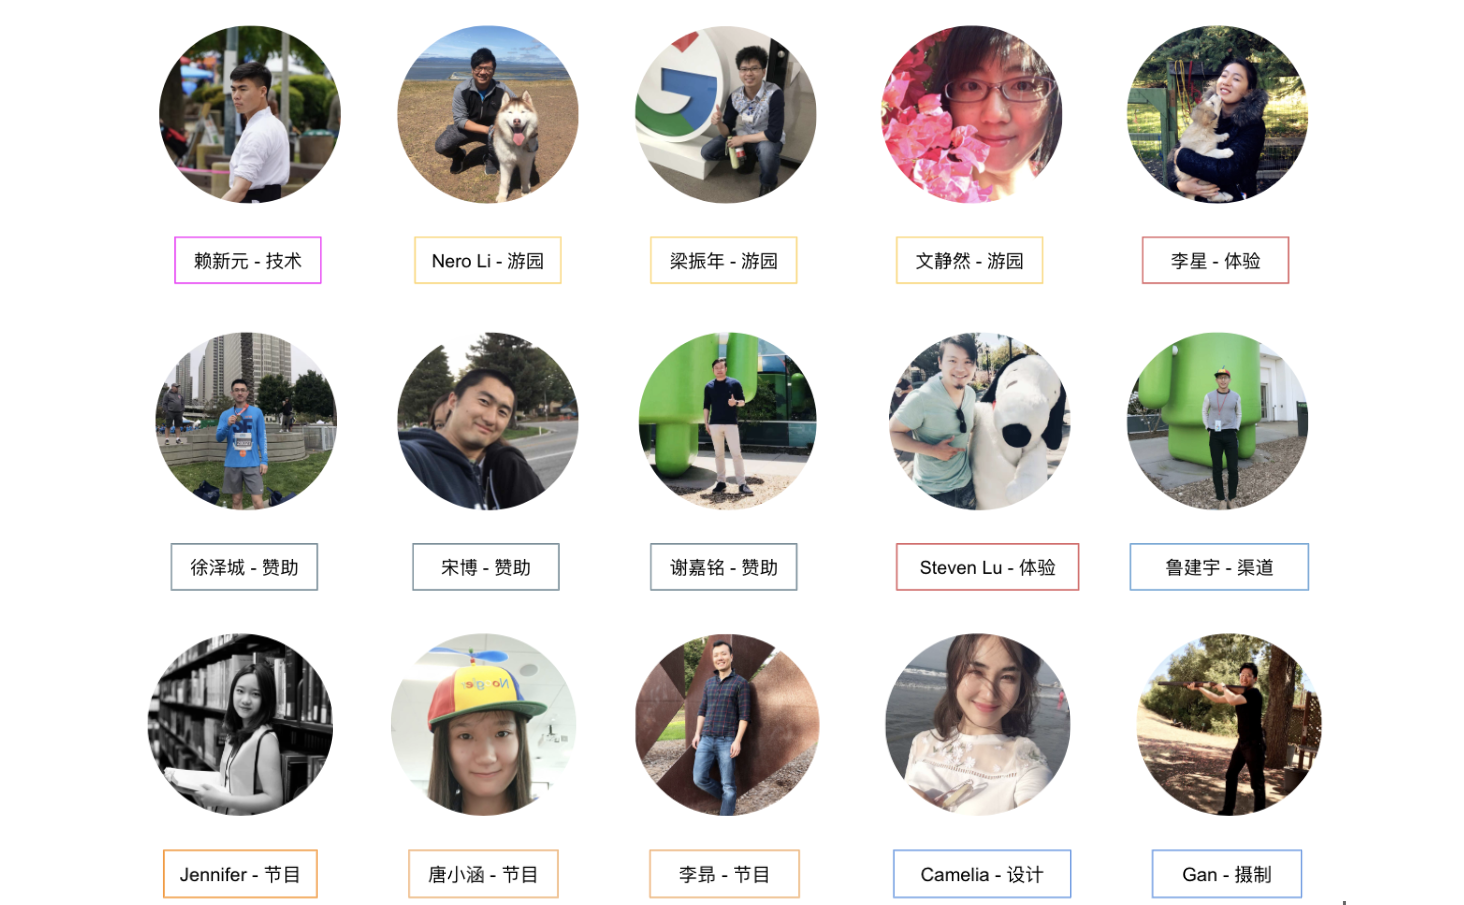 赖新元 - 技术
Nero Li - 游园
梁振年 - 游园
文静然 - 游园
李星 - 体验
徐泽城 - 赞助
宋博 - 赞助
谢嘉铭 - 赞助
Steven Lu - 体验
鲁建宇 - 渠道
Jennifer - 节目
唐小涵 - 节目
李昂 - 节目
Camelia - 设计
Gan - 摄制